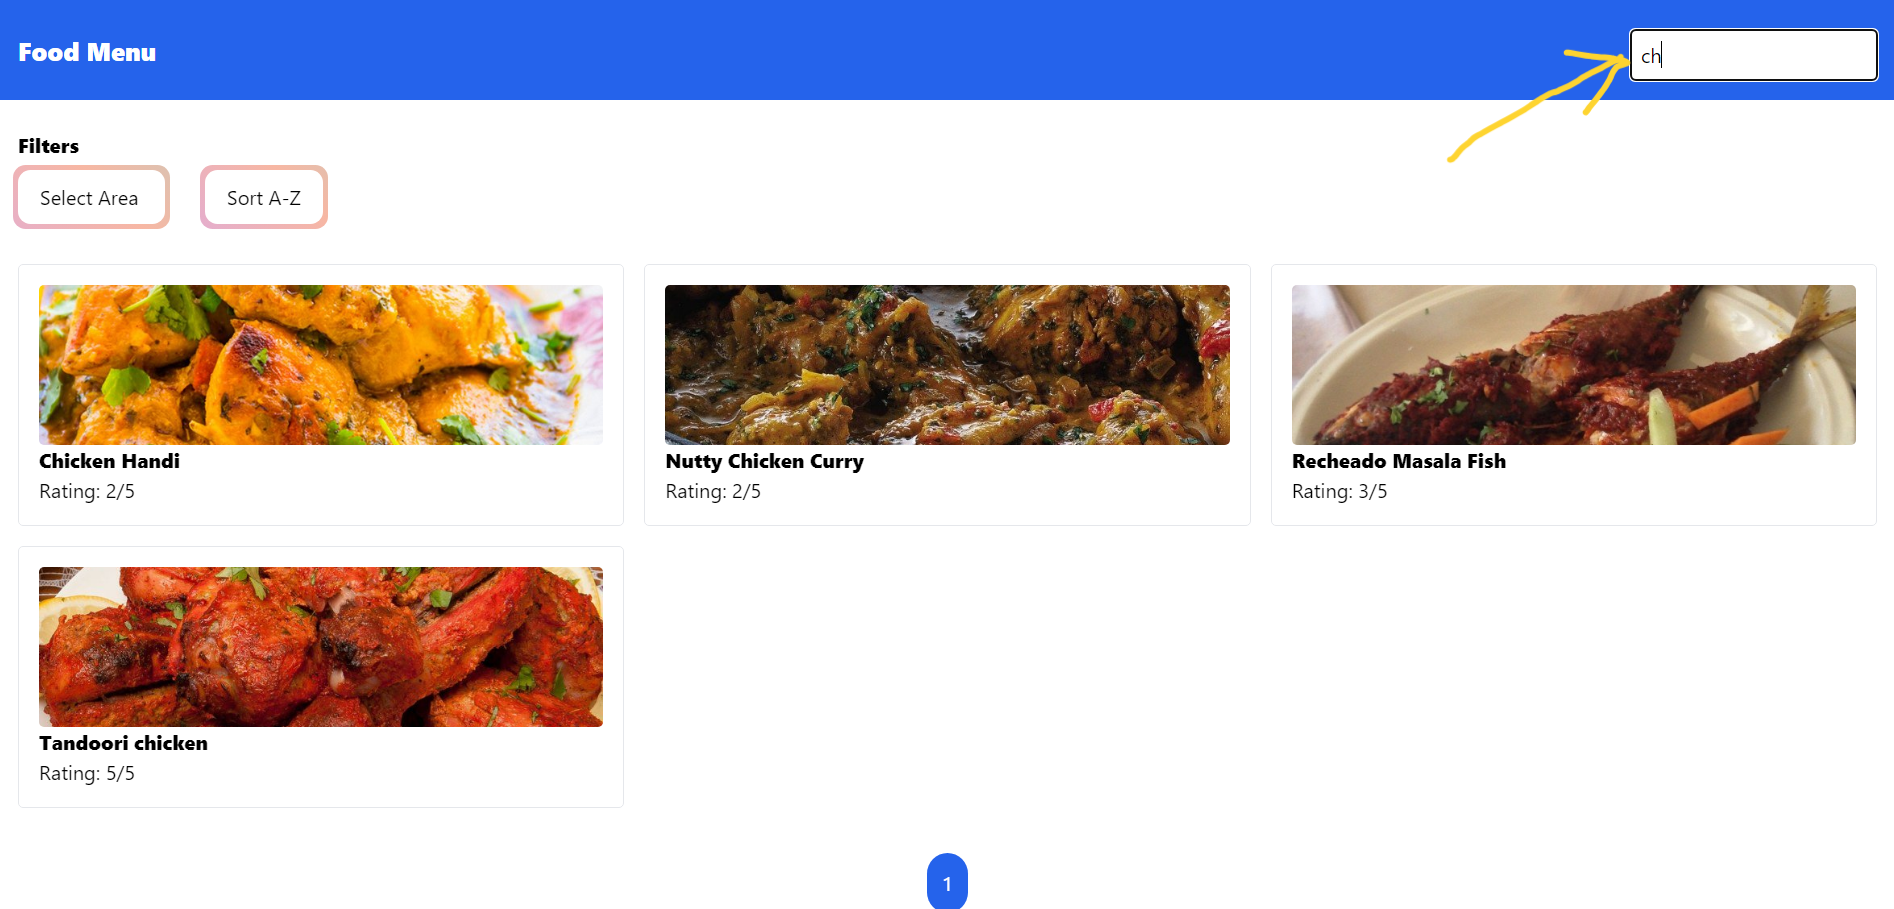 Food Menu
ch
Filters
Select Area
Sort A-Z
Chicken Handi
Rating: 2/5
Nutty Chicken Curry
Rating: 2/5
Recheado Masala Fish
Rating: 3/5
Tandoori chicken
Rating: 5/5
1